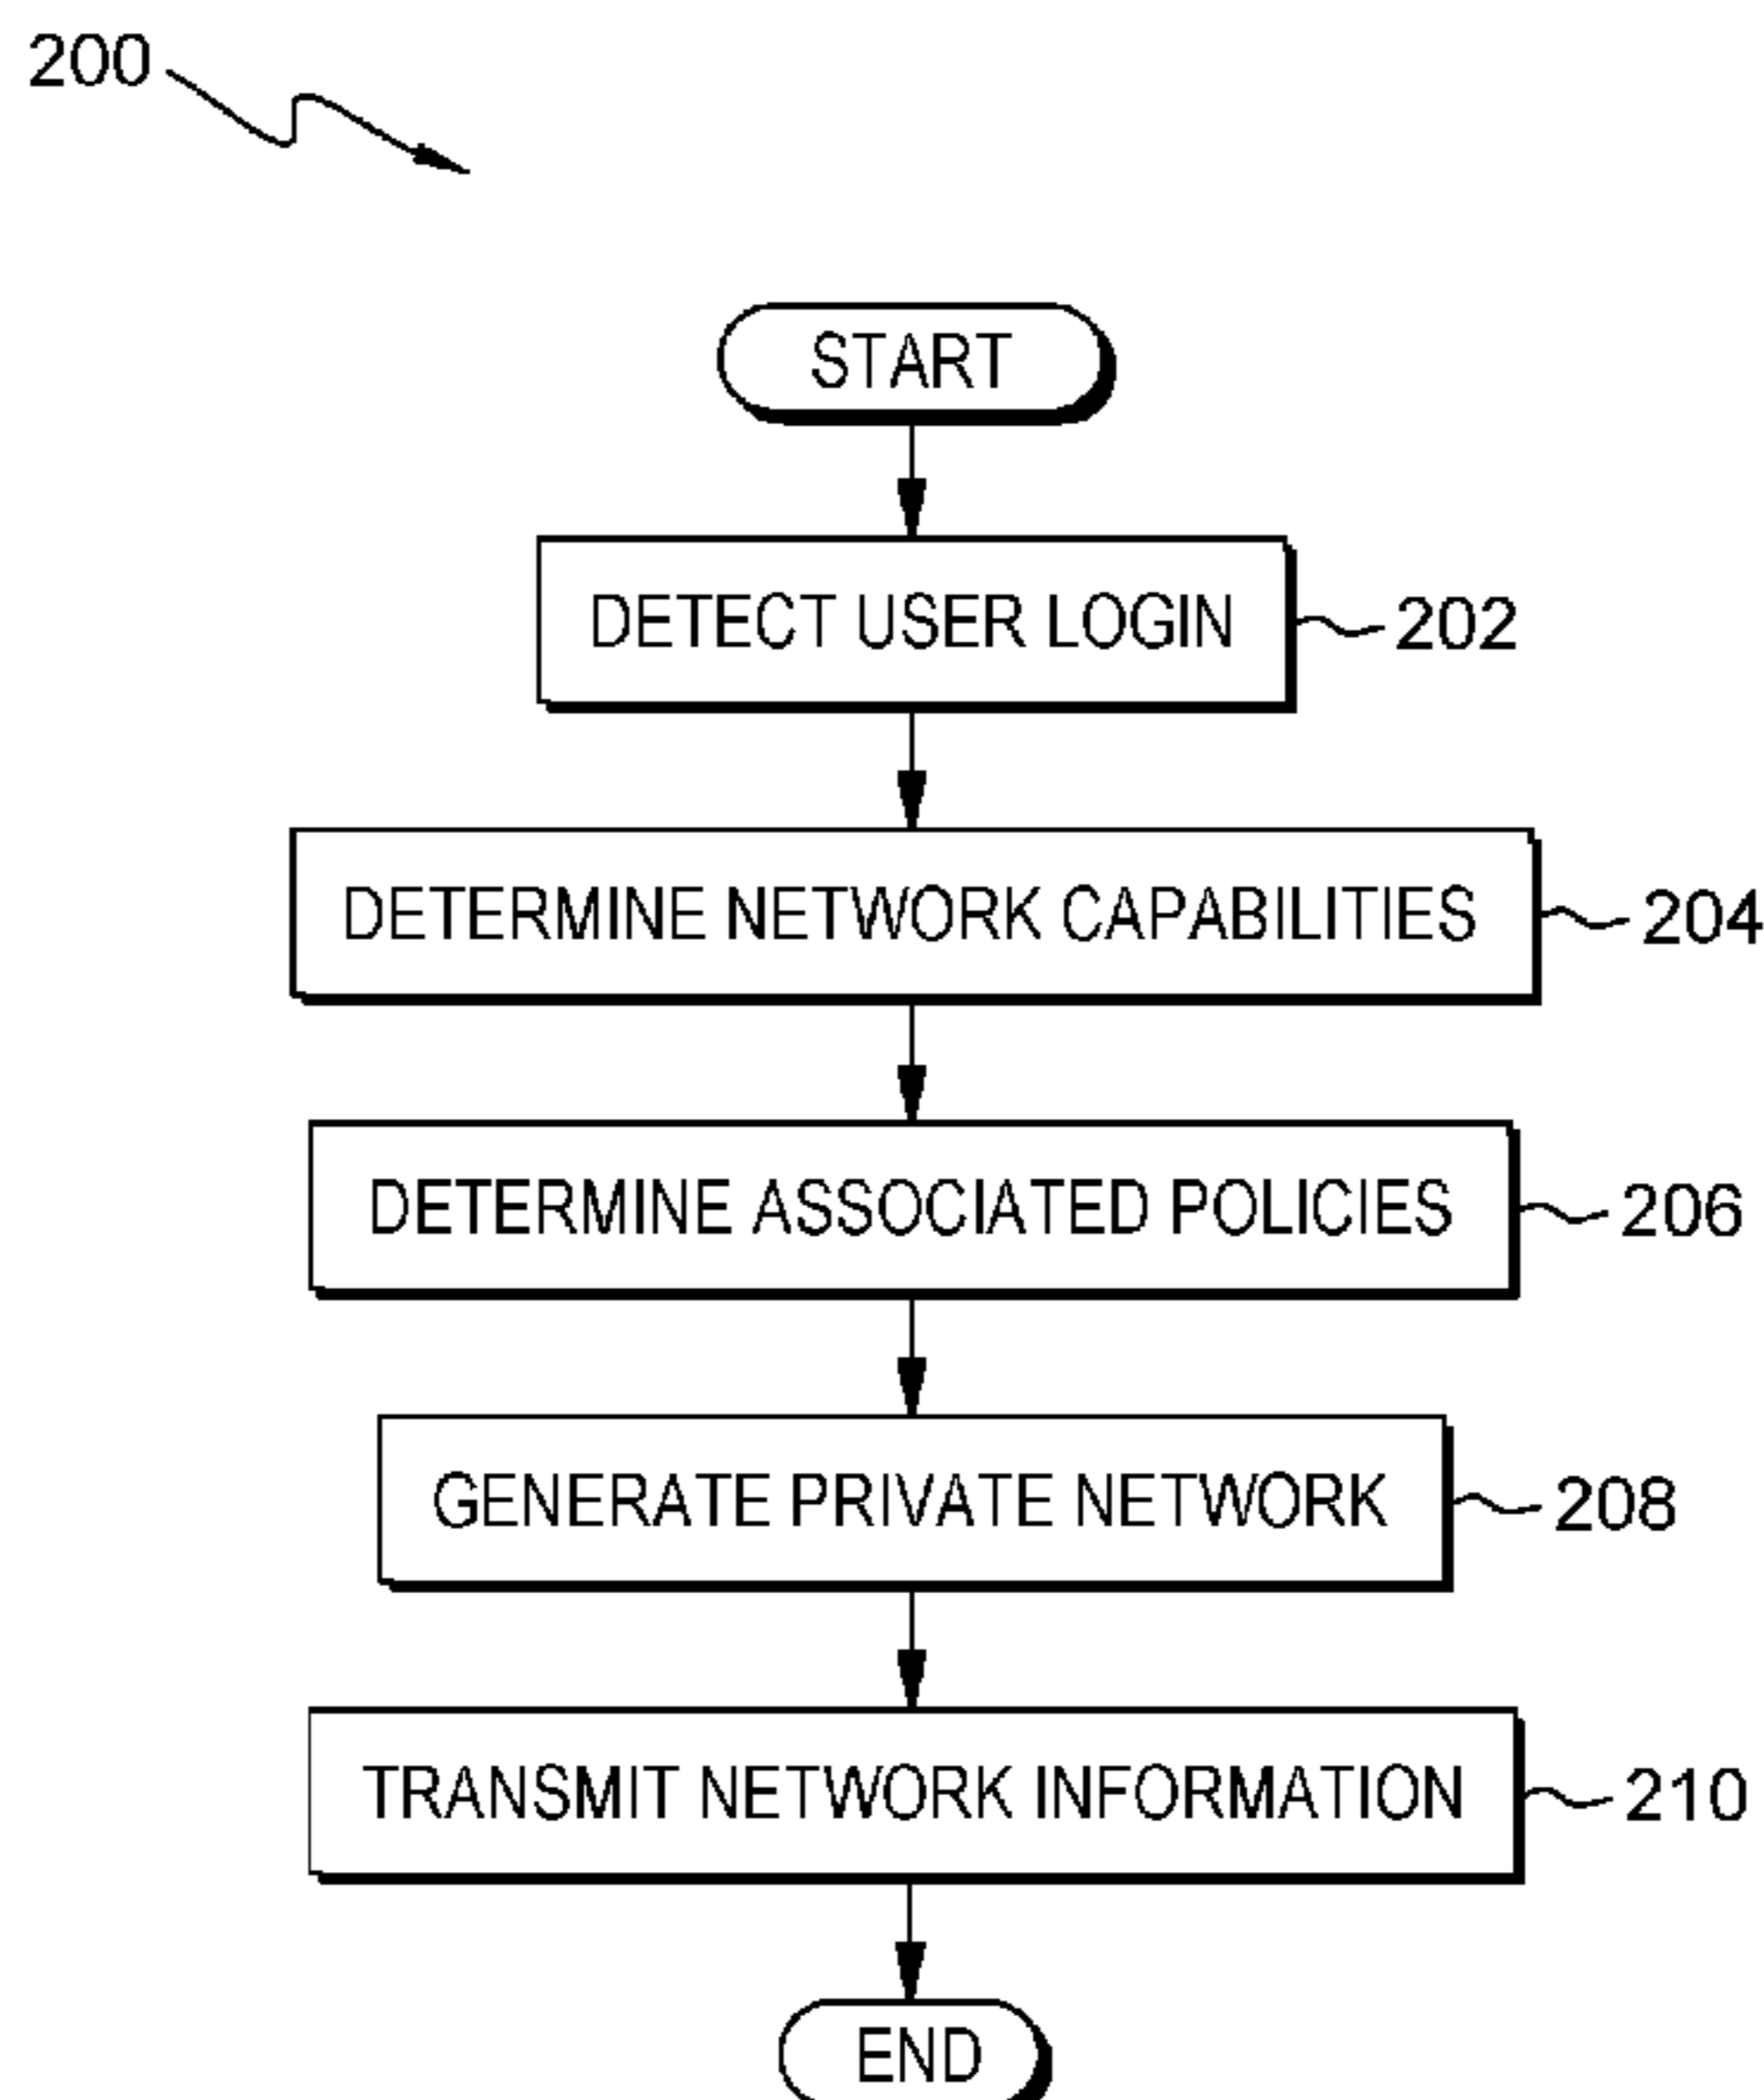 200
START
DETECT USER LOGIN 202
DETERMINE NETWORK CAPABILITIES 204
DETERMINE ASSOCIATED POLICIES 206
GENERATE PRIVATE NETWORK 208
TRANSMIT NETWORK INFORMATION 210
END